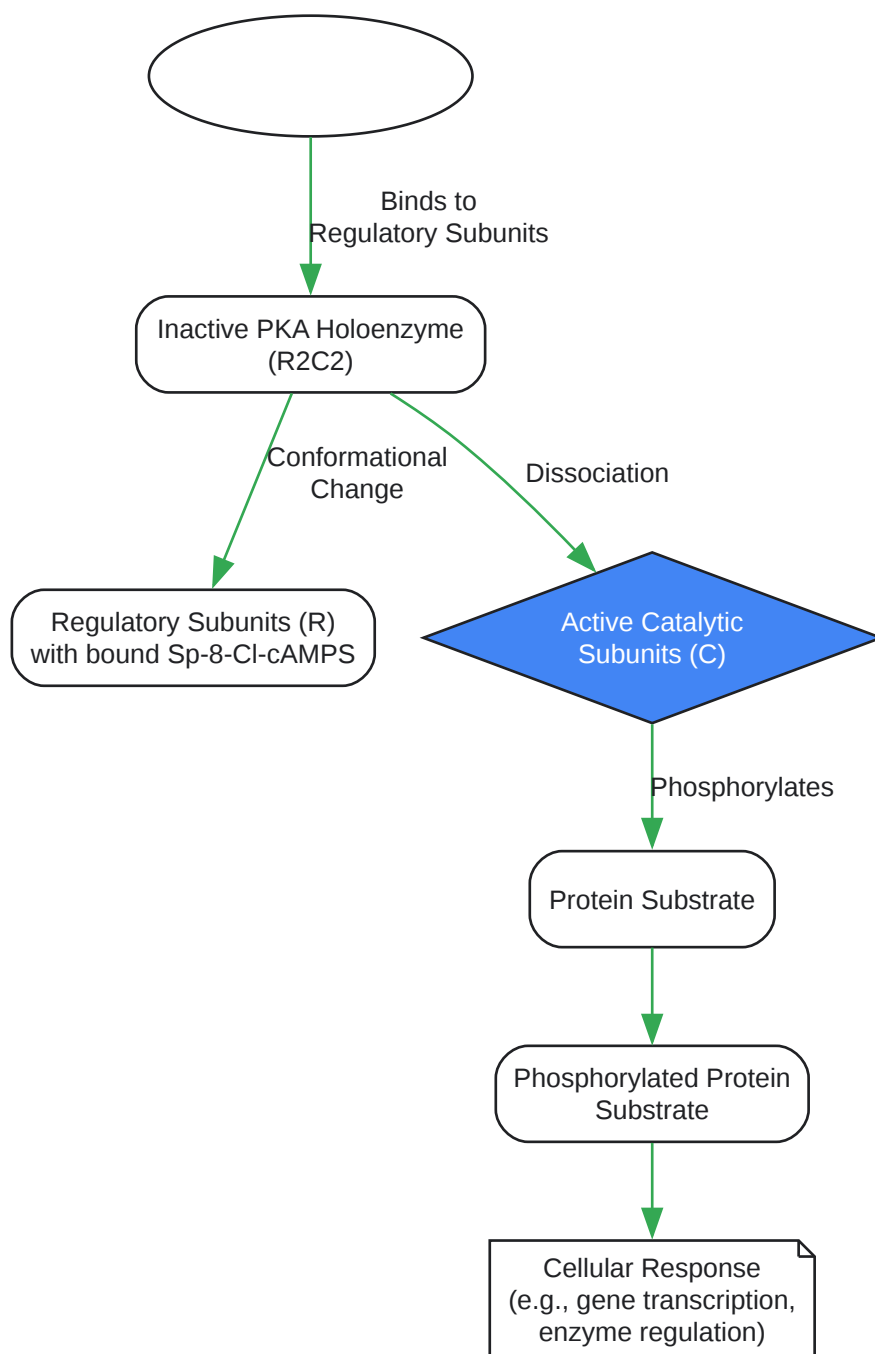 Binds to
Regulatory Subunits
Inactive PKA Holoenzyme
(R2C2)
Conformational
Change
Dissociation
Regulatory Subunits (R)
with bound Sp-8-Cl-cAMPS
Active Catalytic
Subunits (C)
Phosphorylates
Protein Substrate
Phosphorylated Protein
Substrate
Cellular Response
(e.g., gene transcription,
enzyme regulation)